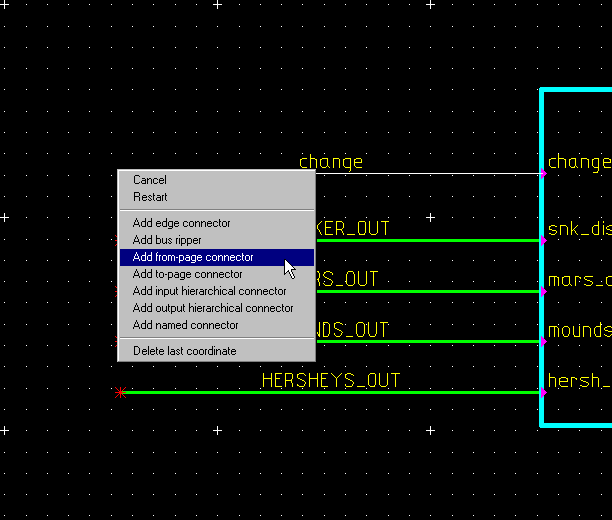 change
change
Cancel
Restart
Add edge connector
KER_OUT
snk_dis
Add bus ripper
Add from-page connector
Add to-page connector
RS_OUT
mars_o
Add input hierarchical connector
Add output hierarchical connector
Add named connector
NDS_OUT
mounds
Delete last coordinate
HERSHEYS_OUT
hersh_